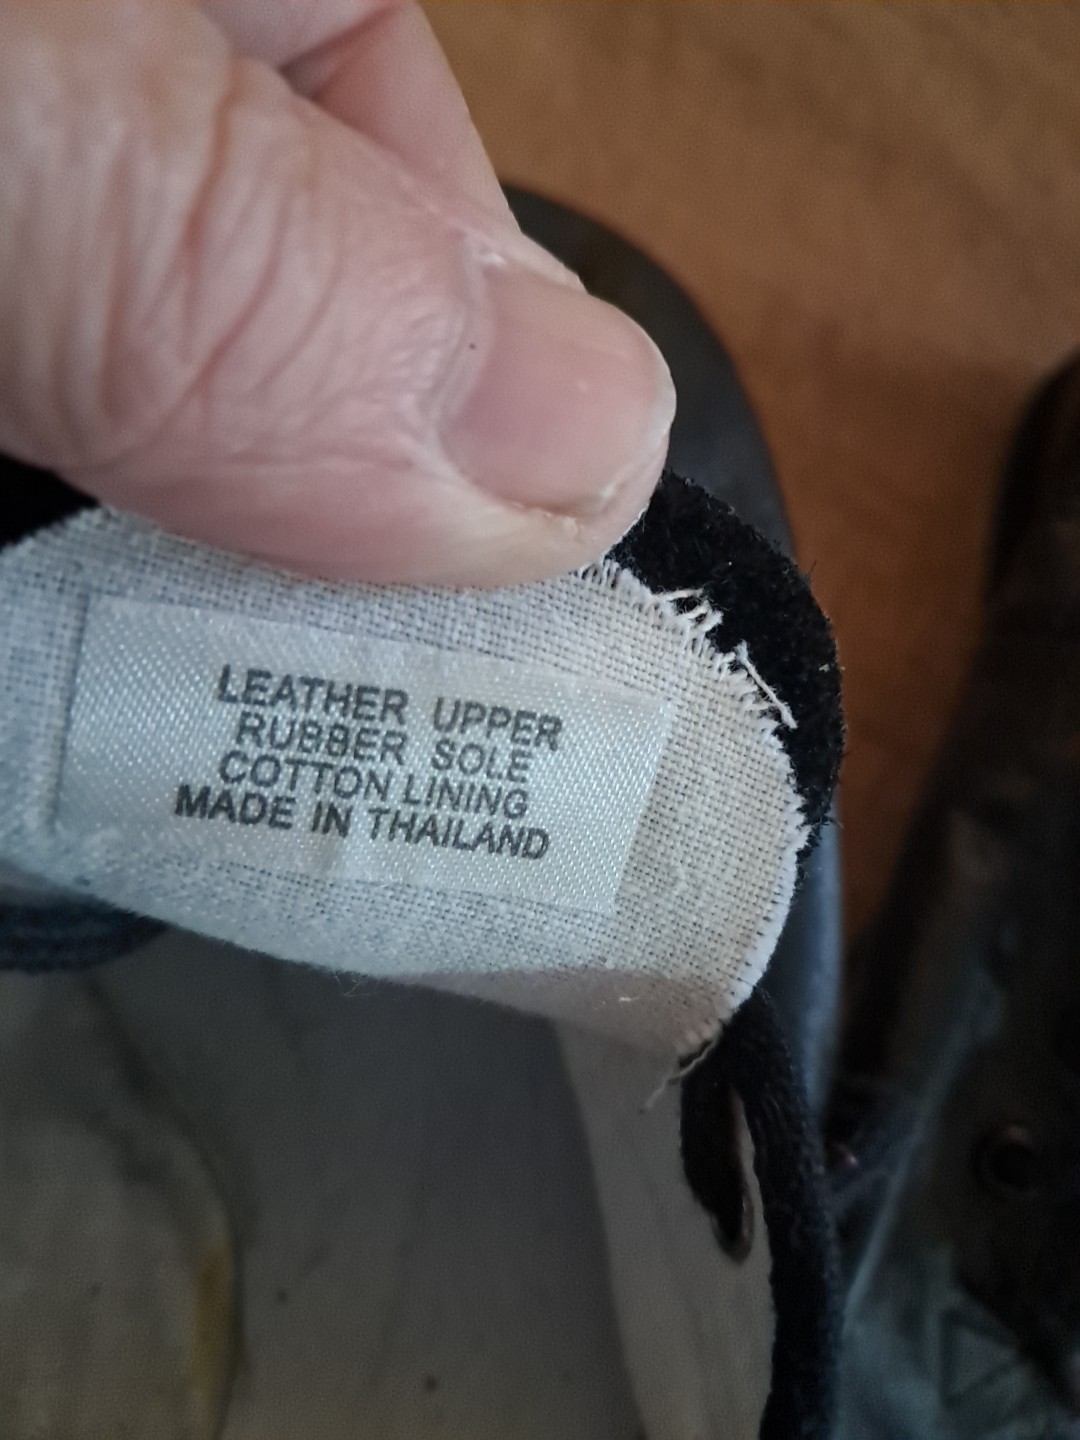 LEATHER UPPER
RUBBER SOLE
COTTON LINING
MADE IN THAILAND